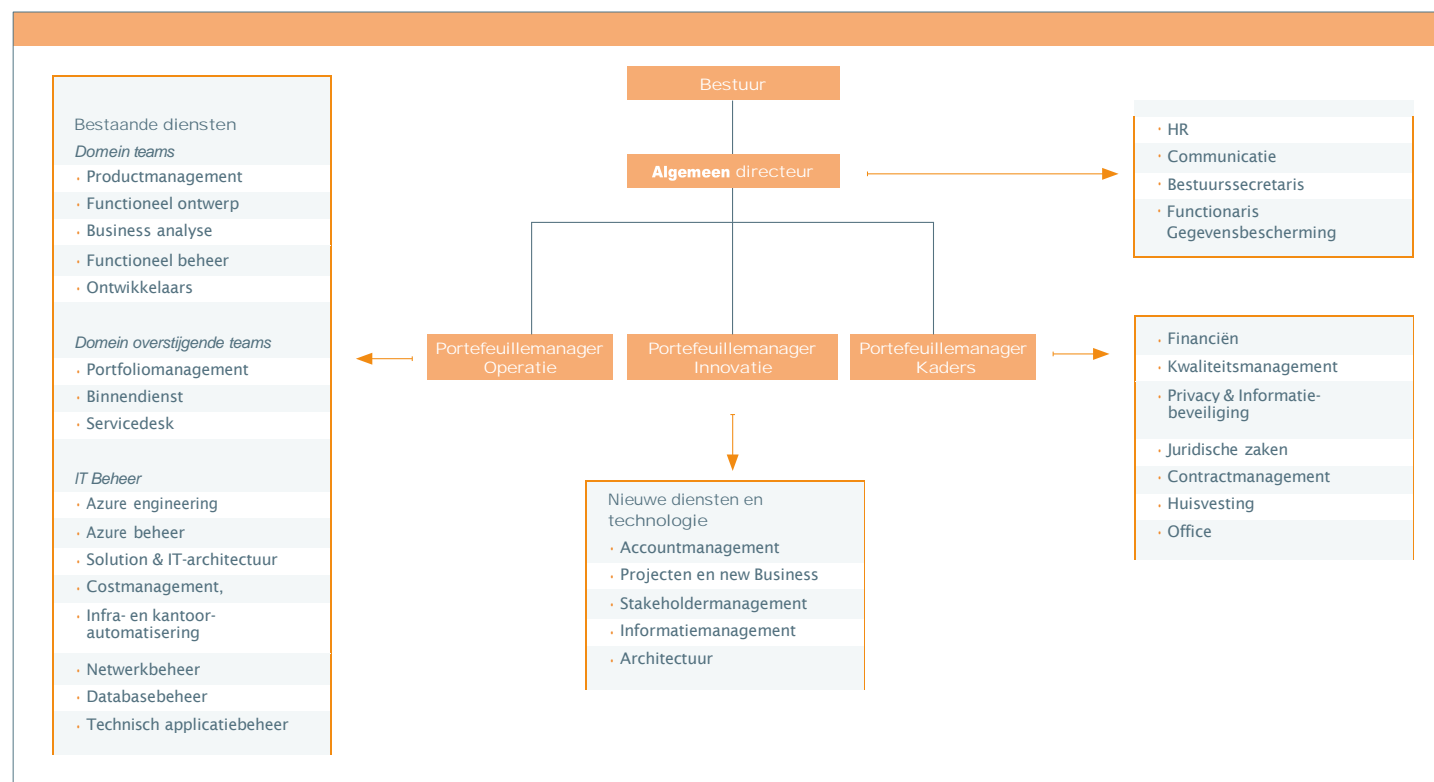 Bestuur
Algemeen directeur
· HR
· Communicatie
· Bestuurssecretaris
· Functionaris
Gegevensbescherming
Bestaande diensten
Domein teams
· Productmanagement
· Functioneel ontwerp
· Business analyse
· Functioneel beheer
· Ontwikkelaars
Domein overstijgende teams
· Portfoliomanagement
· Binnendienst
· Servicedesk
IT Beheer
· Azure engineering
· Azure beheer
· Solution & IT-architectuur
· Costmanagement,
· Infra- en kantoor-
automatisering
· Netwerkbeheer
· Databasebeheer
· Technisch applicatiebeheer
Portefeuillemanager
Operatie
Portefeuillemanager
Innovatie
Portefeuillemanager
Kaders
Nieuwe diensten en
technologie
· Accountmanagement
· Projecten en new Business
· Stakeholdermanagement
· Informatiemanagement
· Architectuur
· Financiën
· Kwaliteitsmanagement
· Privacy & Informatie-
beveiliging
· Juridische zaken
· Contractmanagement
· Huisvesting
· Office